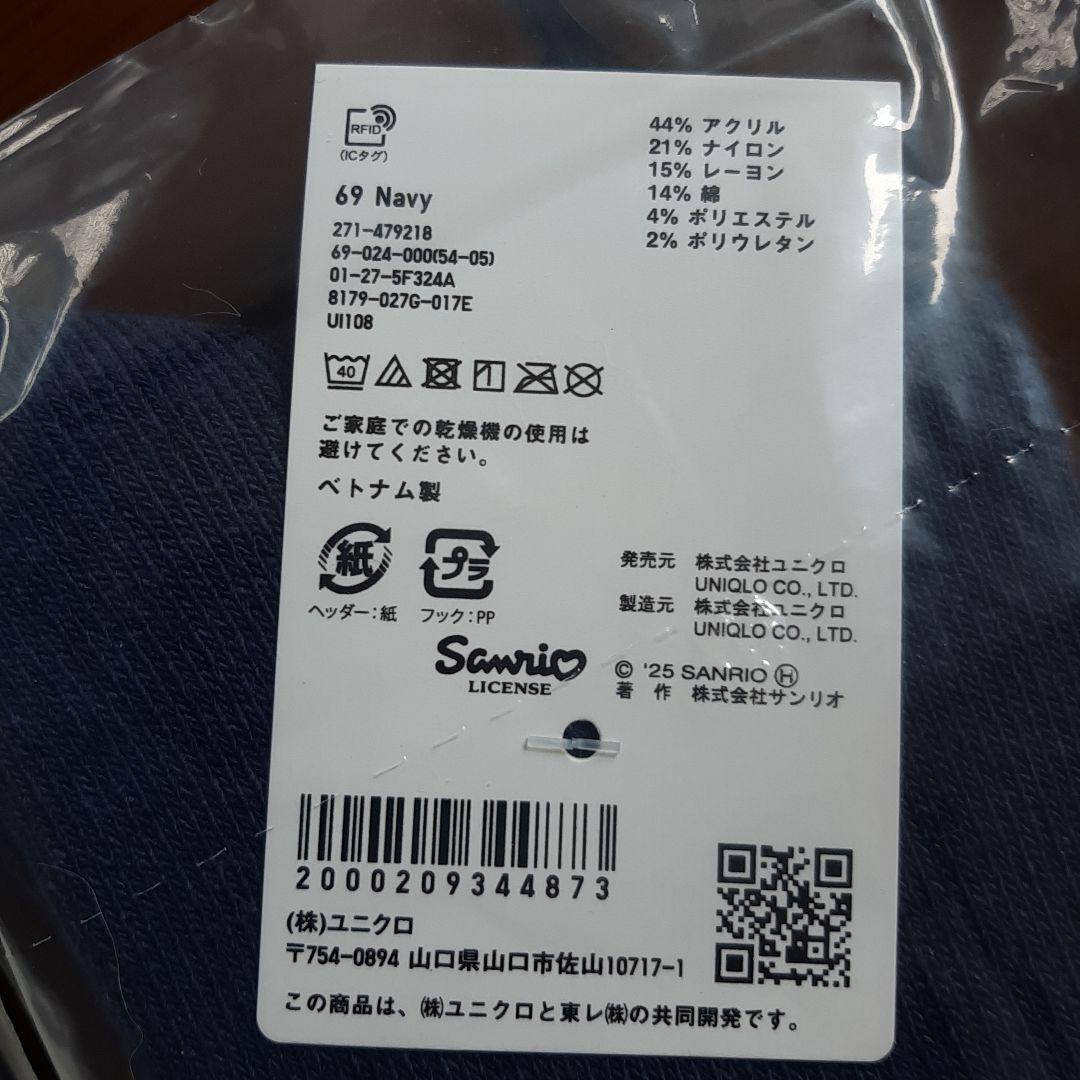 RFID
(ICタグ)
69 Navy
271-479218
69-024-000(54-05)
01-27-5F324A
8179-027G-017E
UI108
44% アクリル
21% ナイロン
15% レーヨン
14% 綿
4% ポリエステル
2% ポリウレタン
40
ご家庭での乾燥機の使用は
避けてください。
ベトナム製
紙
プラ
ヘッダー:紙 フック:PP
発売元 株式会社ユニクロ
UNIQLO CO., LTD.
製造元 株式会社ユニクロ
UNIQLO CO., LTD.
Sanrio
LICENSE
© '25 SANRIO Ⓗ
著 作 株式会社サンリオ
2000209344873
(株)ユニクロ
〒754-0894 山口県山口市佐山10717-1
この商品は、㈱ユニクロと東レ㈱の共同開発です。